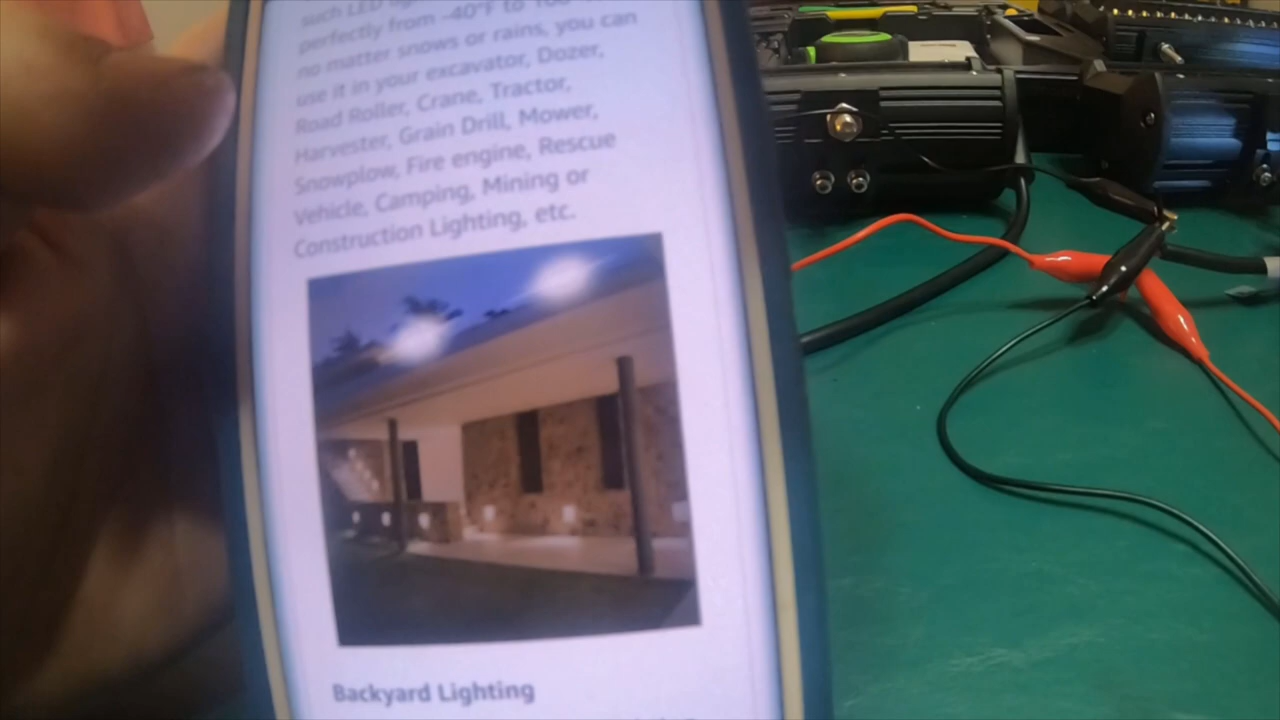 such LED
perfectly from -40°F to
no matter snows or rains, you can
use it in your excavator, Dozer,
Road Roller, Crane, Tractor,
Harvester, Grain Drill, Mower,
Snowplow, Fire engine, Rescue
Vehicle, Camping, Mining or
Construction Lighting, etc.
Backyard Lighting